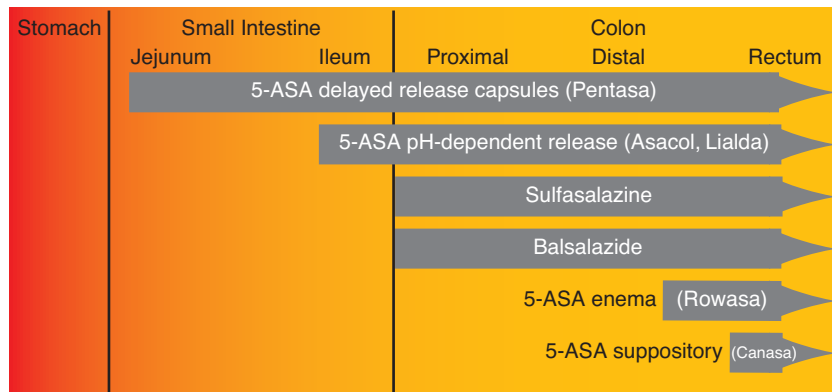 Stomach Small Intestine Colon
Jejunum Ileum Proximal Distal Rectum
5-ASA delayed release capsules (Pentasa)
5-ASA pH-dependent release (Asacol, Lialda)
Sulfasalazine
Balsalazide
5-ASA enema (Rowasa)
5-ASA suppository (Canasa)